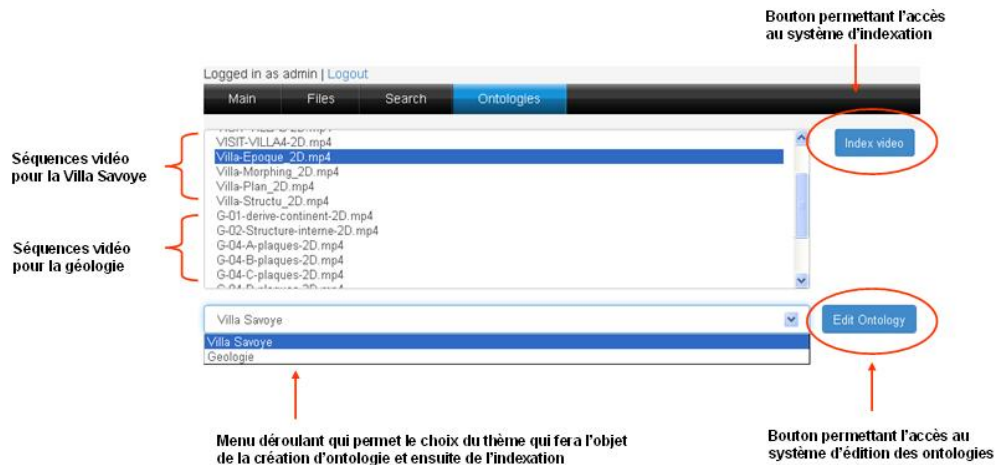 Bouton permettant l'accès
au système d'indexation
Logged in as admin | Logout
Main Files Search Ontologies
VISIT-VILLA4-2D.mp4
Index video
Villa-Epoque_2D.mp4
Séquences vidéo
pour la Villa Savoye
Villa-Morphing_2D.mp4
Villa-Plan_2D.mp4
Villa-Structu_2D.mp4
G-01-derive-continent-2D.mp4
G-02-Structure-interne-2D.mp4
Séquences vidéo
pour la géologie
G-04-A-plaques-2D.mp4
G-04-B-plaques-2D.mp4
G-04-C-plaques-2D.mp4
Villa Savoye
Edit Ontology
Villa Savoye
Geologie
Menu déroulant qui permet le choix du thème qui fera l'objet
de la création d'ontologie et ensuite de l'indexation
Bouton permettant l'accès au
système d'édition des ontologies